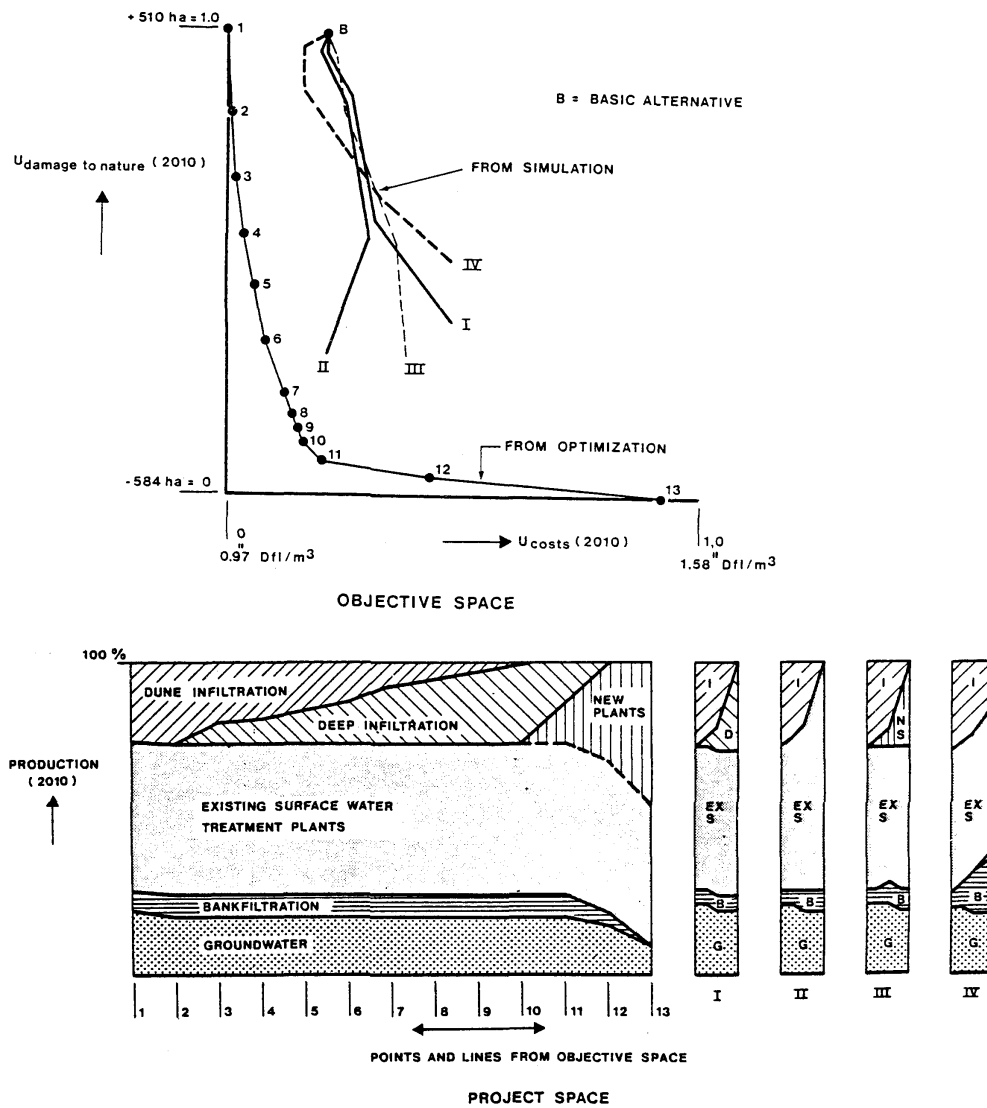 +510 ha = 1.0
1
B
2
B = BASIC ALTERNATIVE
U damage to nature (2010)
3
FROM SIMULATION
4
IV
5
I
6
II
III
7
8
9
10
FROM OPTIMIZATION
11
12
-584 ha = 0
13
0
"
0.97 Dfl/m3
U costs (2010)
1,0
"
1.58 Dfl/m3
OBJECTIVE SPACE
100 %
DUNE INFILTRATION
DEEP INFILTRATION
NEW PLANTS
I
D
I
I
N S
I
PRODUCTION
(2010)
EXISTING SURFACE WATER
TREATMENT PLANTS
EX S
EX S
EX S
EX S
BANKFILTRATION
B
B
B
B
GROUNDWATER
G
G
G
G
1 2 3 4 5 6 7 8 9 10 11 12 13
I II III IV
POINTS AND LINES FROM OBJECTIVE SPACE
PROJECT SPACE